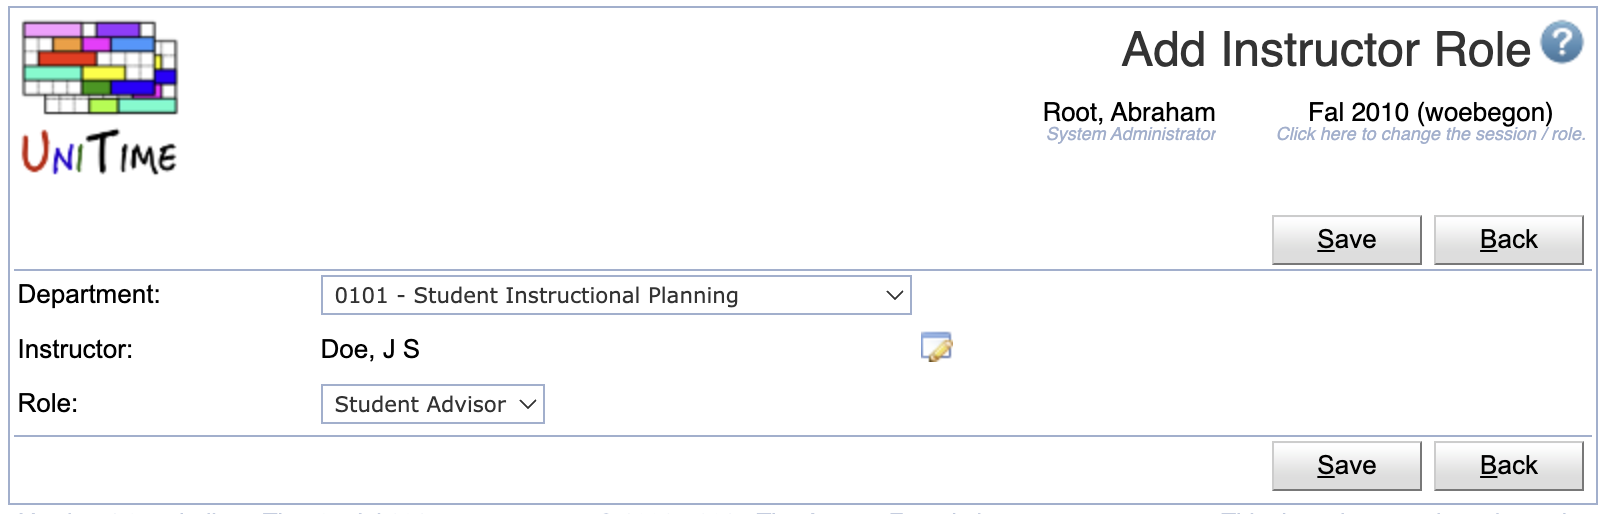 UNITIME
Add Instructor Role
Root, Abraham
System Administrator
Fal 2010 (woebegon)
Click here to change the session / role.
Save Back
Department: 0101 - Student Instructional Planning
Instructor: Doe, J S
Role: Student Advisor
Save Back